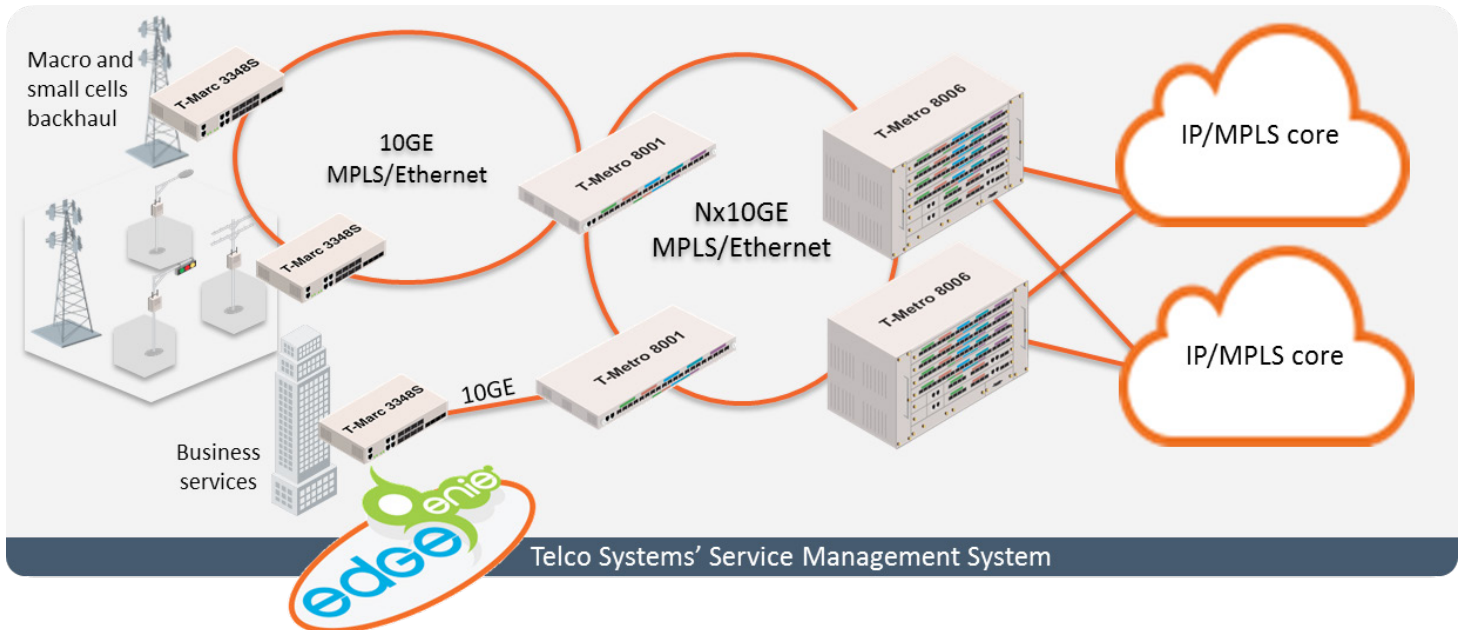 Macro and
small cells
backhaul
T-Marc 3348S
10GE
MPLS/Ethernet
T-Metro 8001
T-Metro 8006
IP/MPLS core
T-Marc 3348S
Nx10GE
MPLS/Ethernet
T-Metro 8006
T-Metro 8001
IP/MPLS core
T-Marc 3348S
10GE
Business
services
edge
genie
Telco Systems’ Service Management System